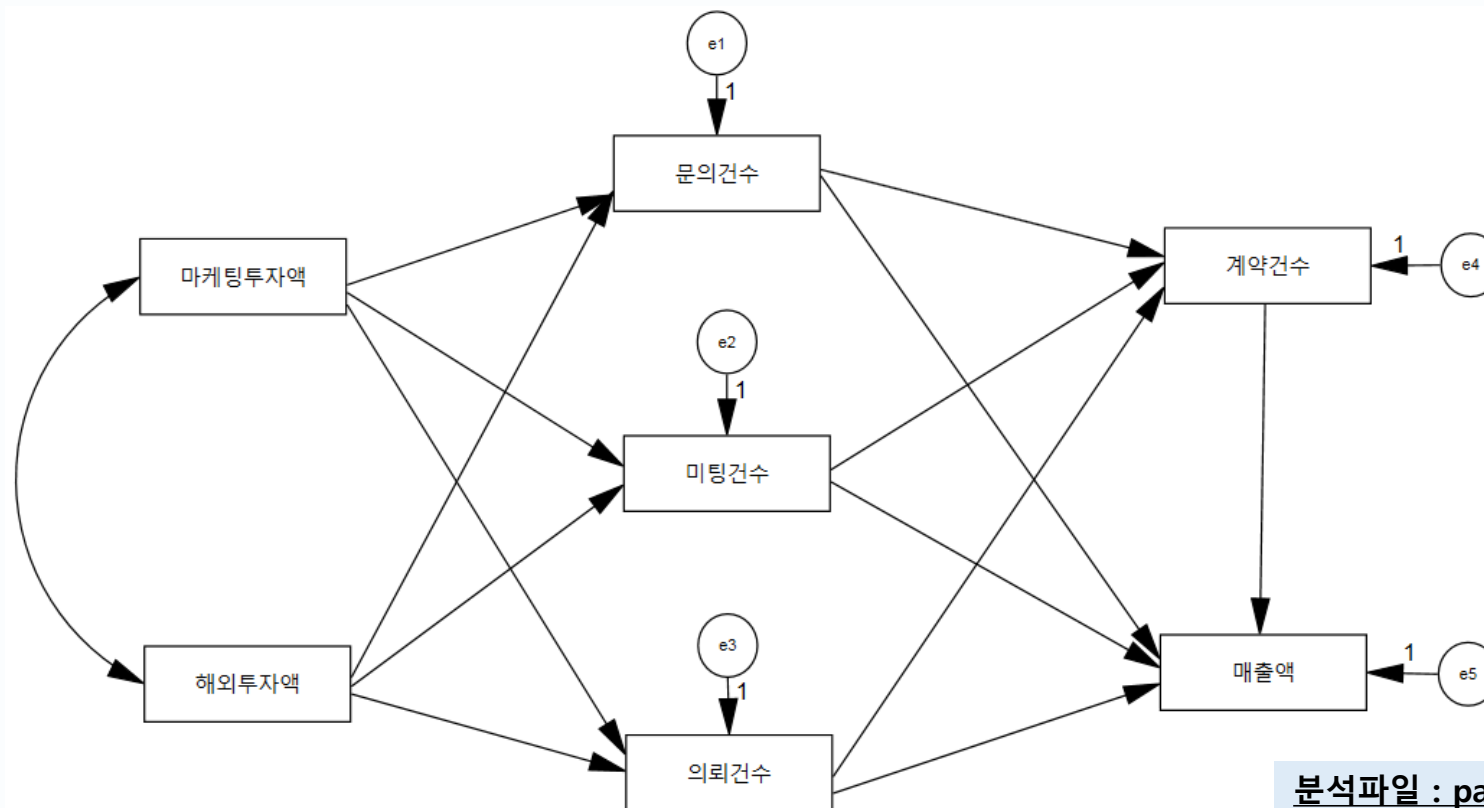 e1
1
문의건수
마케팅투자액
계약건수
1
e4
e2
1
미팅건수
e3
1
해외투자액
매출액
1
e5
의뢰건수
분석파일 : pa